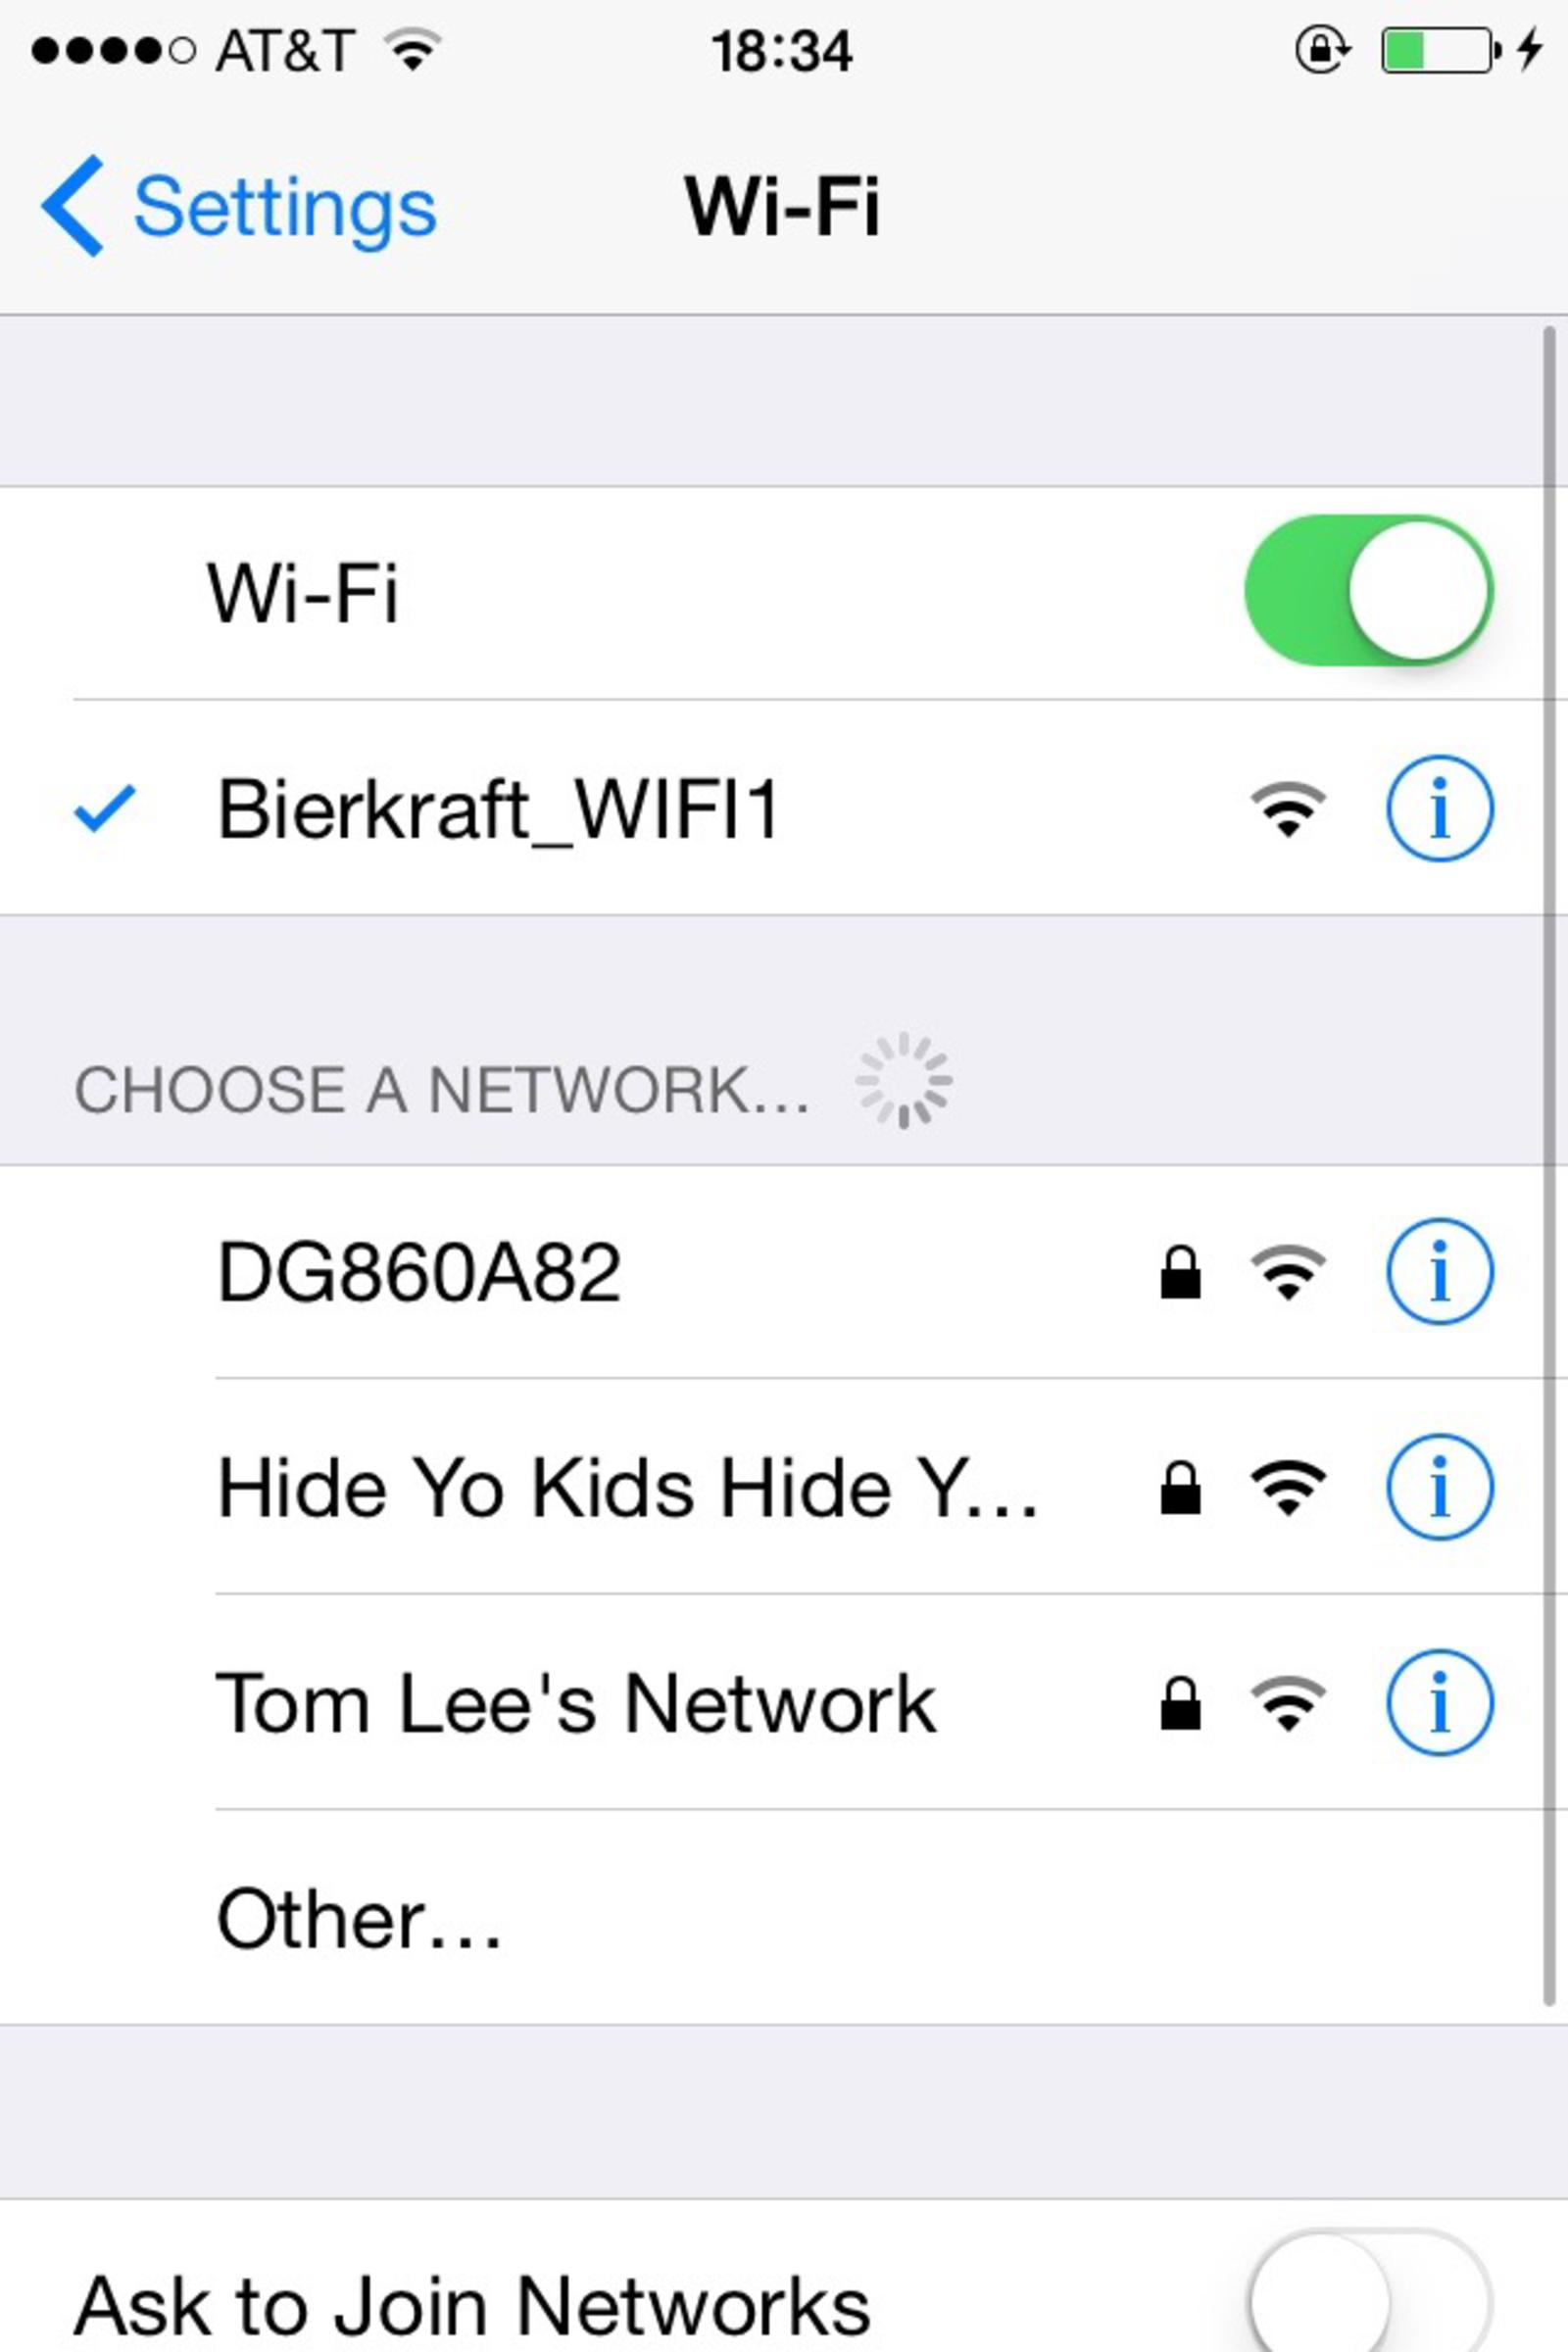 AT&T 18:34
Settings Wi-Fi
Wi-Fi
Bierkraft_WIFI1
CHOOSE A NETWORK...
DG860A82
Hide Yo Kids Hide Y...
Tom Lee's Network
Other...
Ask to Join Networks